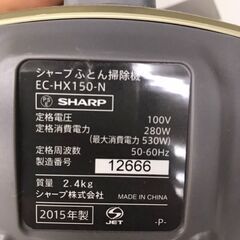 シャープふとん掃除機
EC-HX150-N
SHARP
定格電圧 100V
定格消費電力 280W
(最大消費電力 530W)
定格周波数 50-60Hz
製造番号 12666
質量 2.4kg
MADE IN CHINA
2015年製
シャープ株式会社
JET
-P-